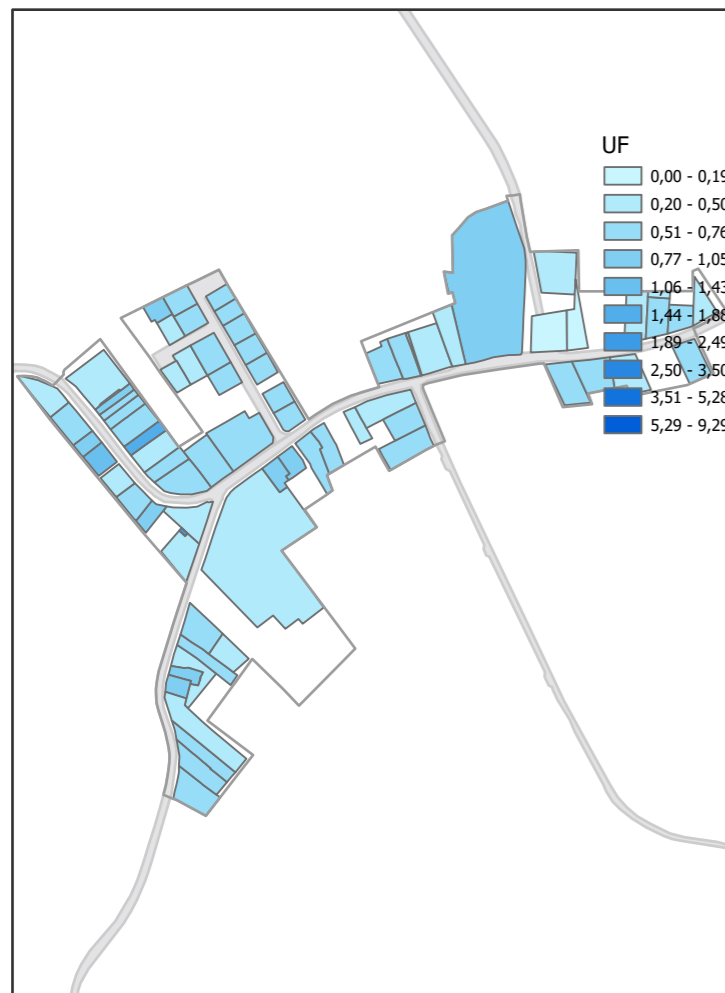 UF
0,00 - 0,19
0,20 - 0,50
0,51 - 0,76
0,77 - 1,05
1,06 - 1,43
1,44 - 1,88
1,89 - 2,49
2,50 - 3,50
3,51 - 5,28
5,29 - 9,29